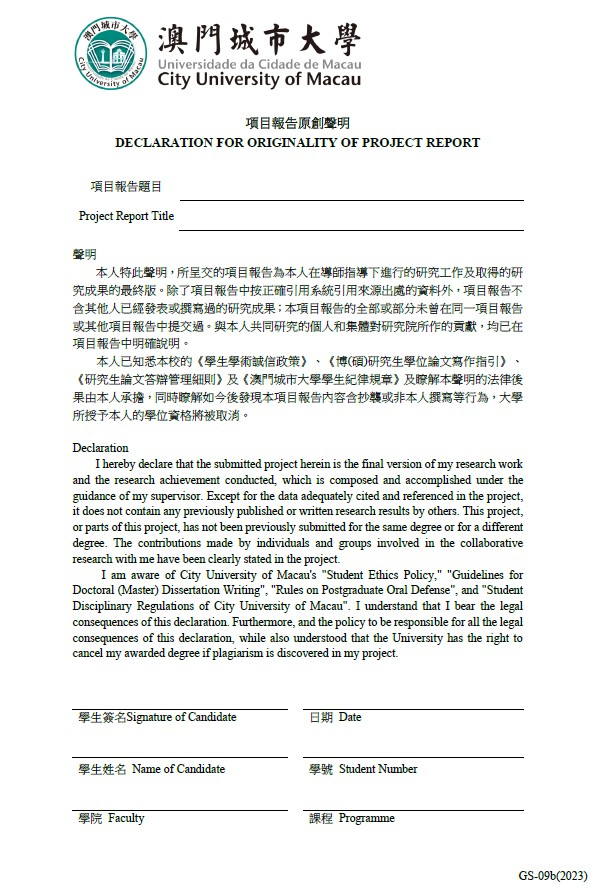 澳門城市大學
City University of Macau
澳門城市大學
Universidade da Cidade de Macau
City University of Macau
項目報告原創聲明
DECLARATION FOR ORIGINALITY OF PROJECT REPORT
項目報告題目
Project Report Title
聲明
本人特此聲明，所呈交的項目報告為本人在導師指導下進行的研究工作及取得的研
究成果的最終版。除了項目報告中按正確引用系統引用來源出處的資料外，項目報告不
含其他人已經發表或撰寫過的研究成果；本項目報告的全部或部分未曾在同一項目報告
或其他項目報告中提交過。與本人共同研究的個人和集體對研究院所作的貢獻，均已在
項目報告中明確說明。
本人已知悉本校的《學生學術誠信政策》、《博(碩)研究生學位論文寫作指引》、
《研究生論文答辯管理細則》及《澳門城市大學學生紀律規章》及瞭解本聲明的法律後
果由本人承擔，同時瞭解如今後發現本項目報告內容含抄襲或非本人撰寫等行為，大學
所授予本人的學位資格將被取消。
Declaration
I hereby declare that the submitted project herein is the final version of my research work
and the research achievement conducted, which is composed and accomplished under the
guidance of my supervisor. Except for the data adequately cited and referenced in the project,
it does not contain any previously published or written research results by others. This project,
or parts of this project, has not been previously submitted for the same degree or for a different
degree. The contributions made by individuals and groups involved in the collaborative
research with me have been clearly stated in the project.
I am aware of City University of Macau's "Student Ethics Policy," "Guidelines for
Doctoral (Master) Dissertation Writing", "Rules on Postgraduate Oral Defense", and "Student
Disciplinary Regulations of City University of Macau". I understand that I bear the legal
consequences of this declaration. Furthermore, and the policy to be responsible for all the legal
consequences of this declaration, while also understood that the University has the right to
cancel my awarded degree if plagiarism is discovered in my project.
學生簽名Signature of Candidate
日期 Date
學生姓名 Name of Candidate
學號 Student Number
學院 Faculty
課程 Programme
GS-09b(2023)